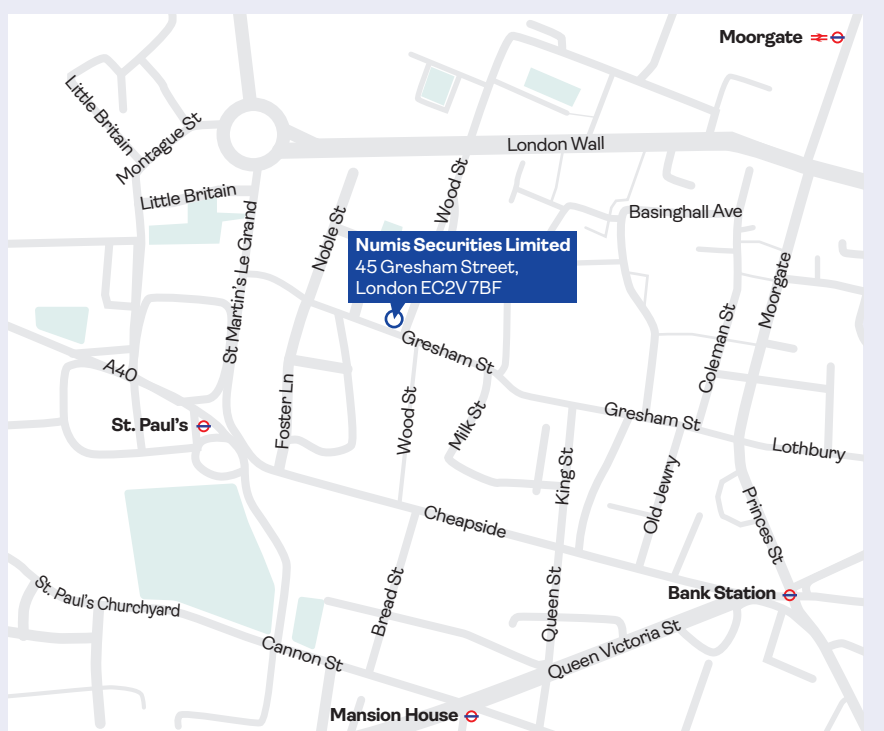 Moorgate
Little Britain
Montague St
London Wall
Wood St
Little Britain
St Martin's Le Grand
Noble St
Basinghall Ave
Numis Securities Limited
45 Gresham Street,
London EC2V 7BF
Moorgate
Coleman St
Gresham St
A40
Foster Ln
St. Paul's
Wood St
Milk St
Gresham St
Lothbury
King St
Old Jewry
Princes St
Cheapside
Bread St
Queen St
Bank Station
St. Paul's Churchyard
Cannon St
Queen Victoria St
Mansion House